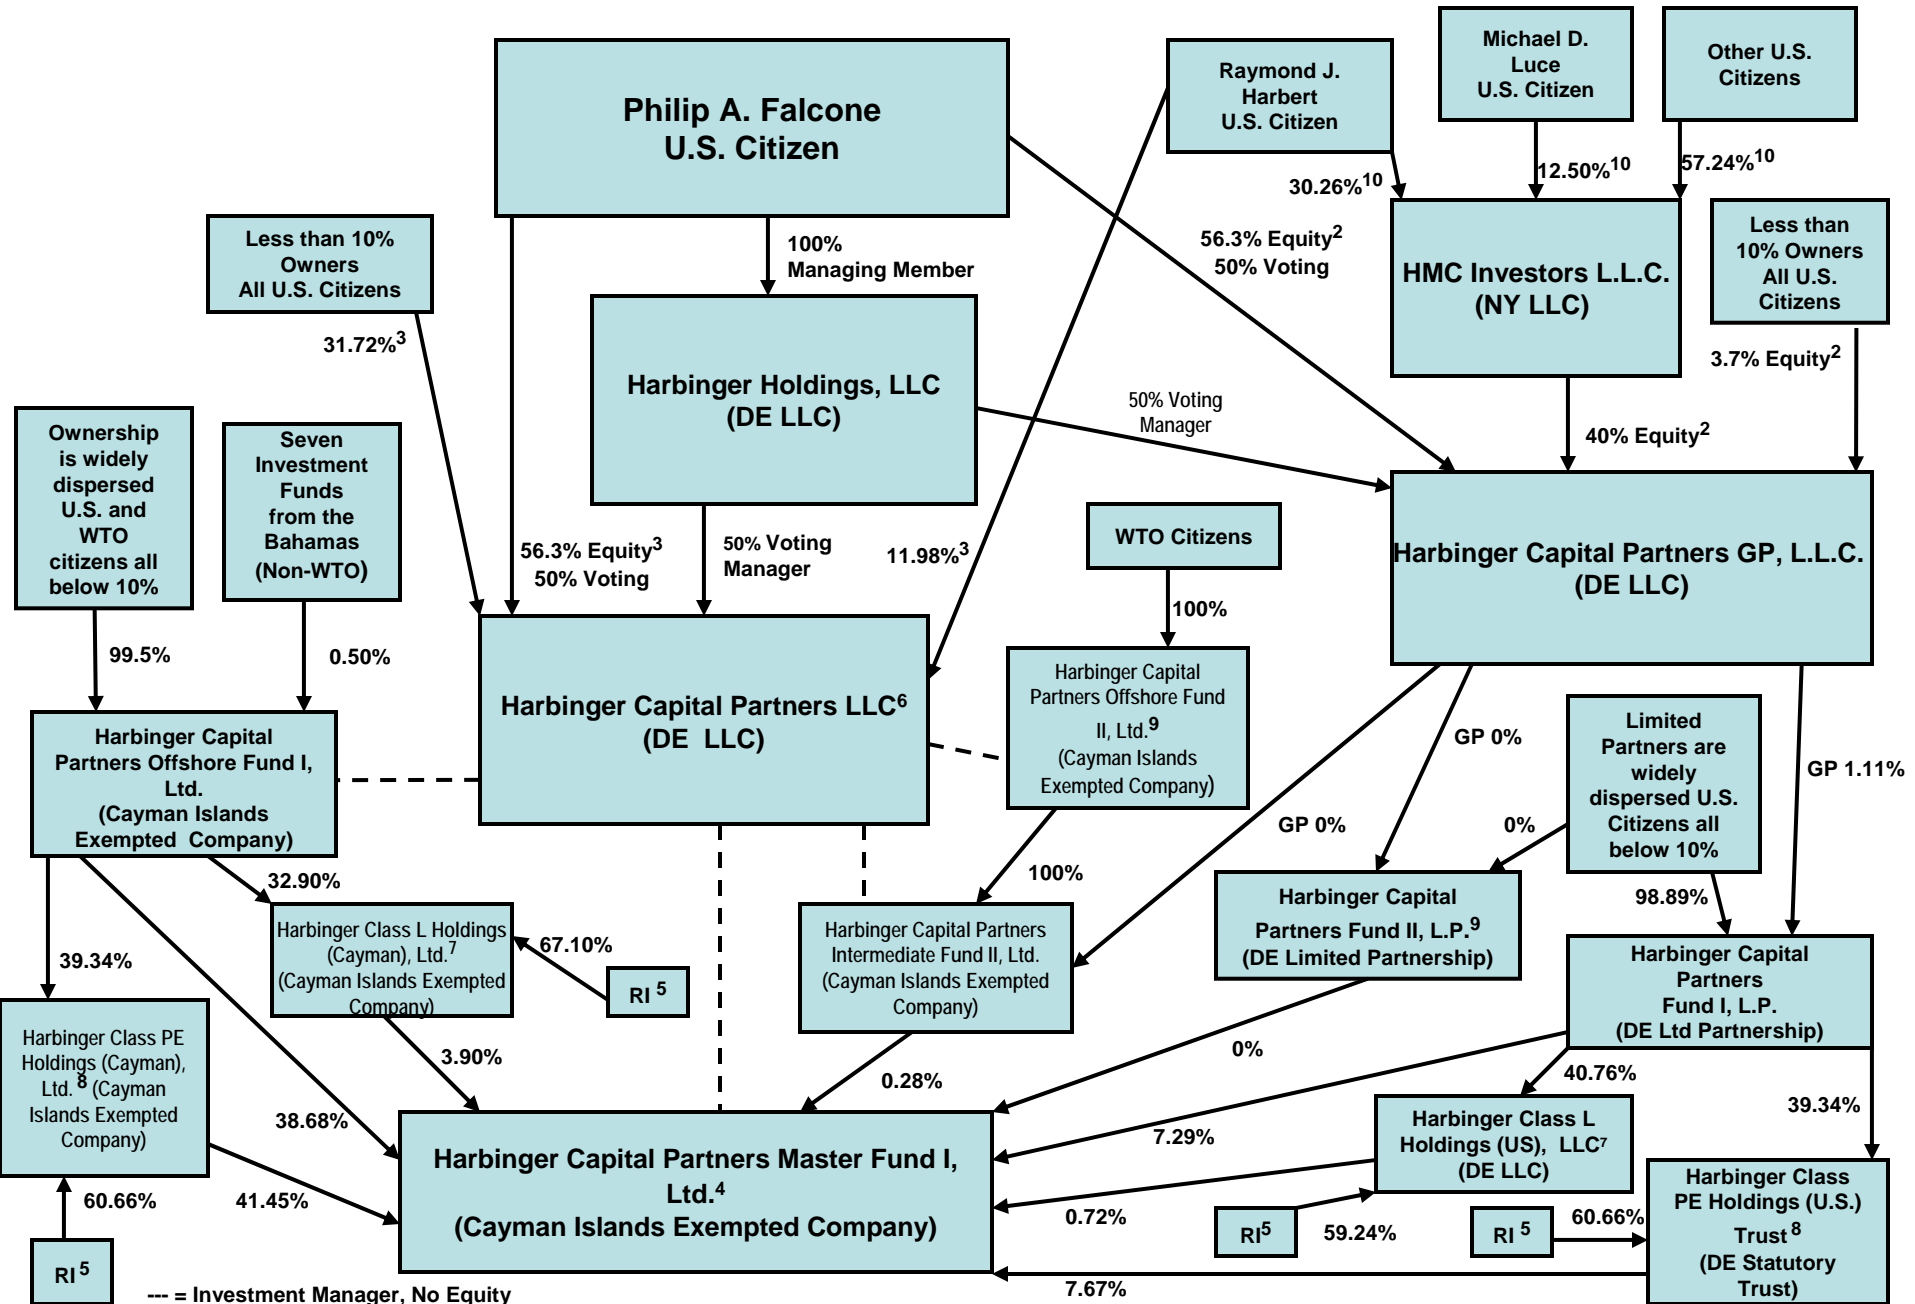 Philip A. Falcone
U.S. Citizen
Raymond J.
Harbert
U.S. Citizen
Michael D.
Luce
U.S. Citizen
Other U.S.
Citizens
30.26%10
12.50%10
57.24%10
Less than 10%
Owners
All U.S. Citizens
100%
Managing Member
56.3% Equity2
50% Voting
HMC Investors L.L.C.
(NY LLC)
Less than
10% Owners
All U.S.
Citizens
31.72%3
Harbinger Holdings, LLC
(DE LLC)
50% Voting
Manager
3.7% Equity2
40% Equity2
Ownership
is widely
dispersed
U.S. and
WTO
citizens all
below 10%
Seven
Investment
Funds
from the
Bahamas
(Non-WTO)
56.3% Equity3
50% Voting
50% Voting
Manager
11.98%3
WTO Citizens
100%
Harbinger Capital Partners GP, L.L.C.
(DE LLC)
99.5%
0.50%
Harbinger Capital Partners LLC6
(DE LLC)
Harbinger Capital
Partners Offshore Fund
II, Ltd.9
(Cayman Islands
Exempted Company)
Harbinger Capital
Partners Offshore Fund I,
Ltd.
(Cayman Islands
Exempted Company)
GP 0%
GP 0%
GP 1.11%
Limited
Partners are
widely
dispersed U.S.
Citizens all
below 10%
0%
98.89%
32.90%
100%
39.34%
Harbinger Class L Holdings
(Cayman), Ltd.7
(Cayman Islands Exempted
Company)
67.10%
RI 5
Harbinger Capital Partners
Intermediate Fund II, Ltd.
(Cayman Islands Exempted
Company)
Harbinger Capital
Partners Fund II, L.P.9
(DE Limited Partnership)
Harbinger Capital
Partners
Fund I, L.P.
(DE Ltd Partnership)
Harbinger Class PE
Holdings (Cayman),
Ltd. 8 (Cayman
Islands Exempted
Company)
3.90%
0.28%
0%
40.76%
39.34%
38.68%
7.29%
Harbinger Capital Partners Master Fund I,
Ltd.4
(Cayman Islands Exempted Company)
Harbinger Class L
Holdings (US), LLC7
(DE LLC)
Harbinger Class
PE Holdings (U.S.)
Trust 8
(DE Statutory
Trust)
60.66%
41.45%
0.72%
RI5
59.24%
RI 5
60.66%
RI 5
7.67%
--- = Investment Manager, No Equity